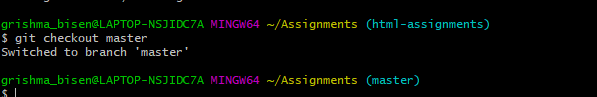 grishma_bisen@LAPTOP-NSJIDC7A MINGW64 ~/Assignments (html-assignments)
$ git checkout master
Switched to branch 'master'
grishma_bisen@LAPTOP-NSJIDC7A MINGW64 ~/Assignments (master)
$